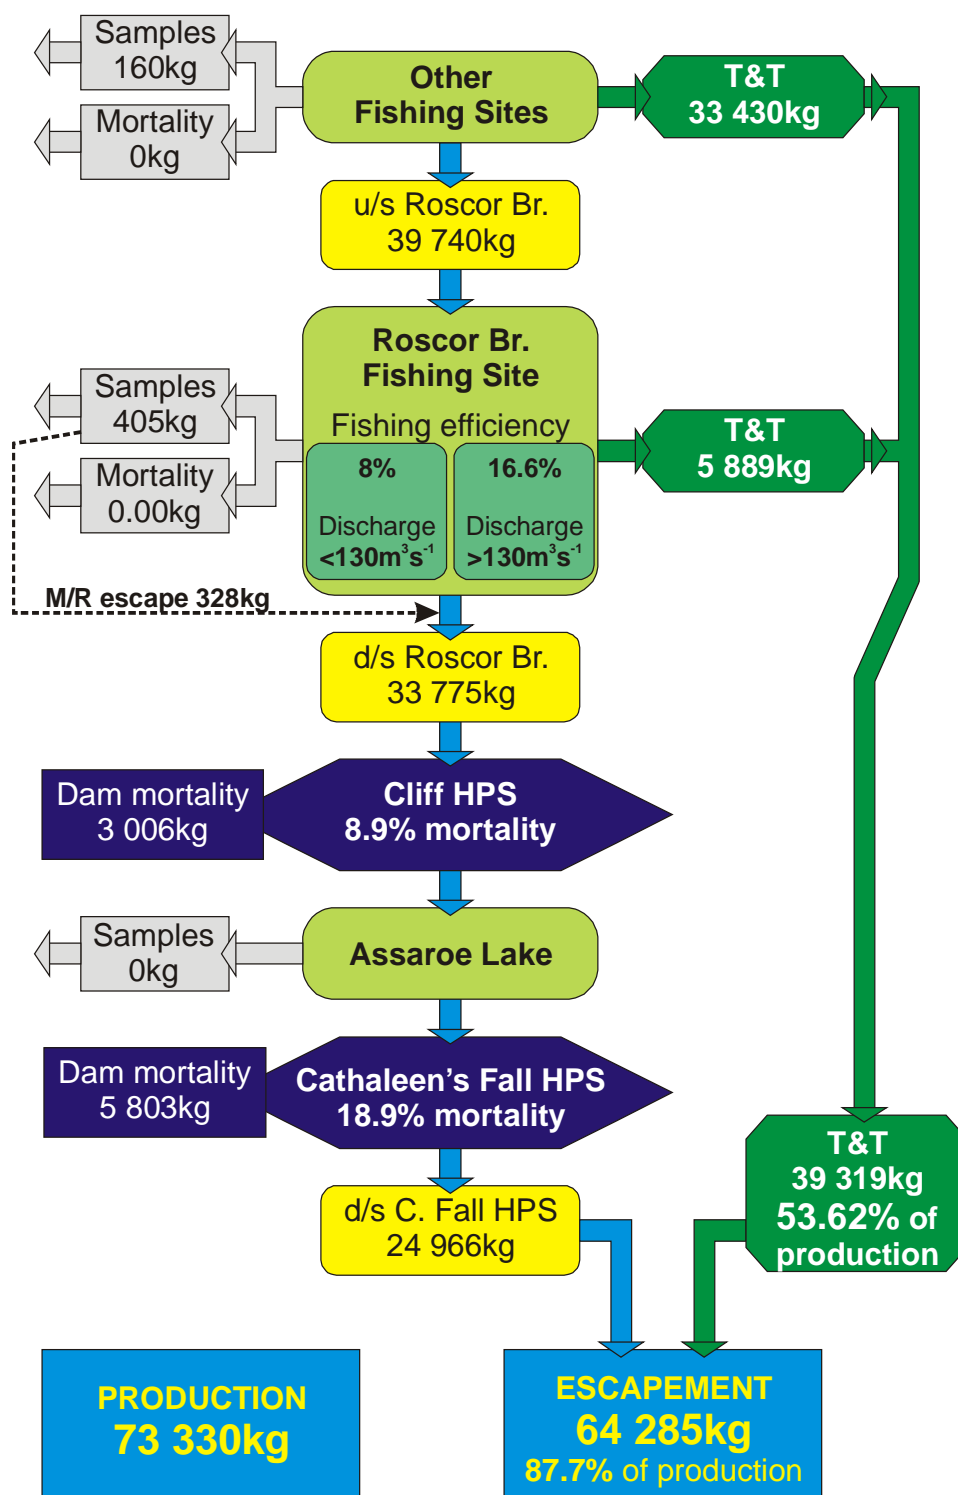 Samples
160kg
Mortality
0kg
Other
Fishing Sites
T&T
33 430kg
u/s Roscor Br.
39 740kg
Roscor Br.
Fishing Site
Fishing efficiency
8%
Discharge
<130m³s⁻¹
16.6%
Discharge
>130m³s⁻¹
Samples
405kg
Mortality
0.00kg
T&T
5 889kg
M/R escape 328kg
d/s Roscor Br.
33 775kg
Dam mortality
3 006kg
Cliff HPS
8.9% mortality
Samples
0kg
Assaroe Lake
Dam mortality
5 803kg
Cathaleen's Fall HPS
18.9% mortality
d/s C. Fall HPS
24 966kg
T&T
39 319kg
53.62% of
production
PRODUCTION
73 330kg
ESCAPEMENT
64 285kg
87.7% of production